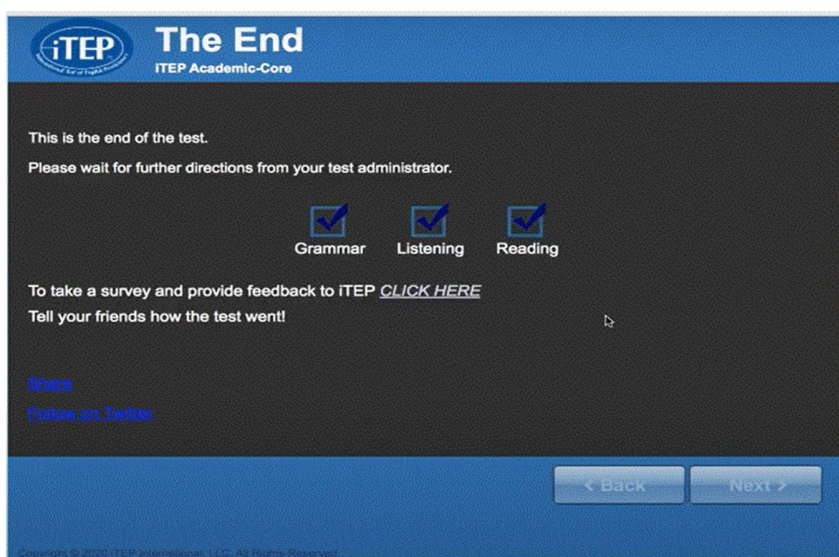 iTEP
The End
iTEP Academic-Core
This is the end of the test.
Please wait for further directions from your test administrator.
Grammar Listening Reading
To take a survey and provide feedback to iTEP CLICK HERE
Tell your friends how the test went!
Share
Follow on Twitter
< Back Next >
Copyright © 2020 iTEP International, LLC. All Rights Reserved.